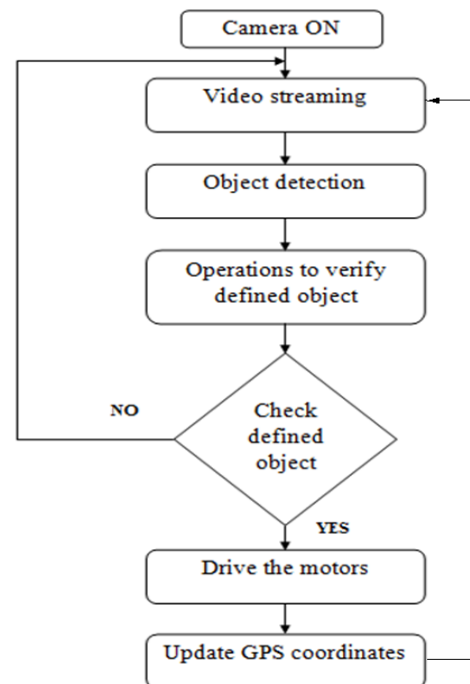 Camera ON
Video streaming
Object detection
Operations to verify
defined object
NO
Check
defined
object
YES
Drive the motors
Update GPS coordinates